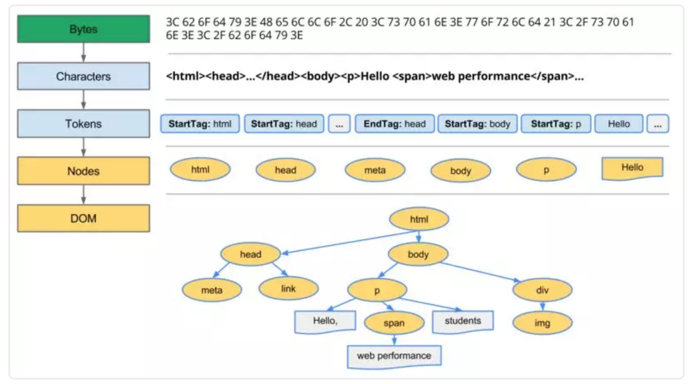 Bytes
3C 62 6F 64 79 3E 48 65 6C 6C 6F 2C 20 3C 73 70 61 6E 3E 77 6F 72 6C 64 21 3C 2F 73 70 61
6E 3E 3C 2F 62 6F 64 79 3E
Characters
<html><head>...</head><body><p>Hello <span>web performance</span>...
Tokens
StartTag: html
StartTag: head
...
EndTag: head
StartTag: body
StartTag: p
Hello
...
Nodes
html
head
meta
body
p
Hello
DOM
html
head
body
meta
link
p
div
Hello,
span
students
img
web performance